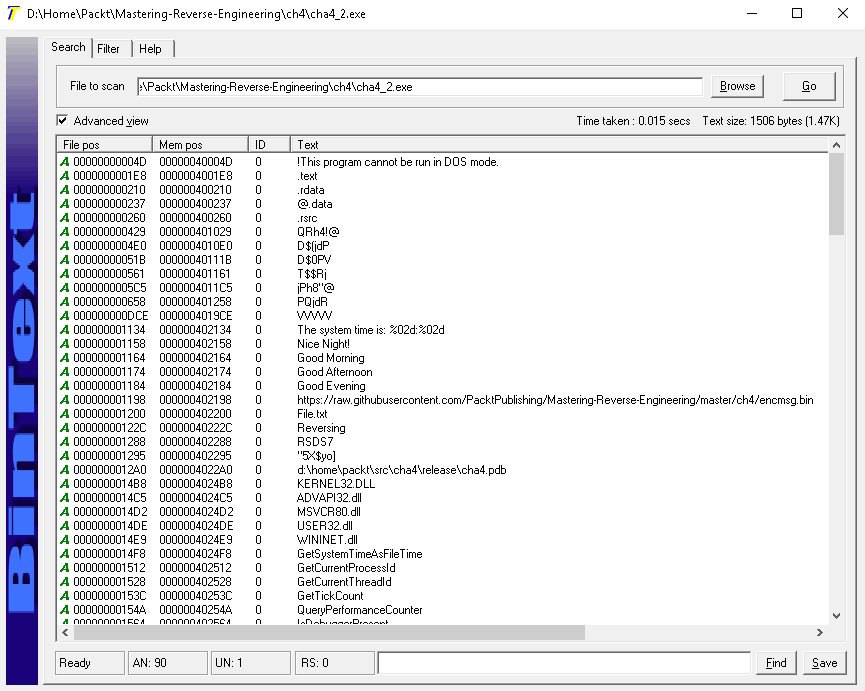 D:\Home\Packt\Mastering-Reverse-Engineering\ch4\cha4_2.exe
Search Filter Help
File to scan :\Packt\Mastering-Reverse-Engineering\ch4\cha4_2.exe Browse Go
Advanced view Time taken : 0.015 secs Text size: 1506 bytes (1.47K)
File pos Mem pos ID Text
A 00000000004D 00000040004D 0 !This program cannot be run in DOS mode.
A 0000000001E8 0000004001E8 0 .text
A 000000000210 000000400210 0 .rdata
A 000000000237 000000400237 0 @.data
A 000000000260 000000400260 0 .rsrc
A 000000000429 000000401029 0 QRh4!@
A 0000000004E0 0000004010E0 0 D$(jdP
A 00000000051B 00000040111B 0 D$0PV
A 000000000561 000000401161 0 T$$Rj
A 0000000005C5 0000004011C5 0 jPh8"@
A 000000000658 000000401258 0 PQjdR
A 000000000DCE 0000004019CE 0 VVVVV
A 000000001134 000000402134 0 The system time is: %02d:%02d
A 000000001158 000000402158 0 Nice Night!
A 000000001164 000000402164 0 Good Morning
A 000000001174 000000402174 0 Good Afternoon
A 000000001184 000000402184 0 Good Evening
A 000000001198 000000402198 0 https://raw.githubusercontent.com/PacktPublishing/Mastering-Reverse-Engineering/master/ch4/encmsg.bin
A 000000001200 000000402200 0 File.txt
A 00000000122C 00000040222C 0 Reversing
A 000000001288 000000402288 0 RSDS7
A 000000001295 000000402295 0 "5X$yo]
A 0000000012A0 0000004022A0 0 d:\home\packt\src\cha4\release\cha4.pdb
A 0000000014B8 0000004024B8 0 KERNEL32.DLL
A 0000000014C5 0000004024C5 0 ADVAPI32.dll
A 0000000014D2 0000004024D2 0 MSVCR80.dll
A 0000000014DE 0000004024DE 0 USER32.dll
A 0000000014E9 0000004024E9 0 WININET.dll
A 0000000014F8 0000004024F8 0 GetSystemTimeAsFileTime
A 000000001512 000000402512 0 GetCurrentProcessId
A 000000001528 000000402528 0 GetCurrentThreadId
A 00000000153C 00000040253C 0 GetTickCount
A 00000000154A 00000040254A 0 QueryPerformanceCounter
A 000000001564 000000402564 0 IsDebuggerPresent
BinText
Ready AN: 90 UN: 1 RS: 0 Find Save